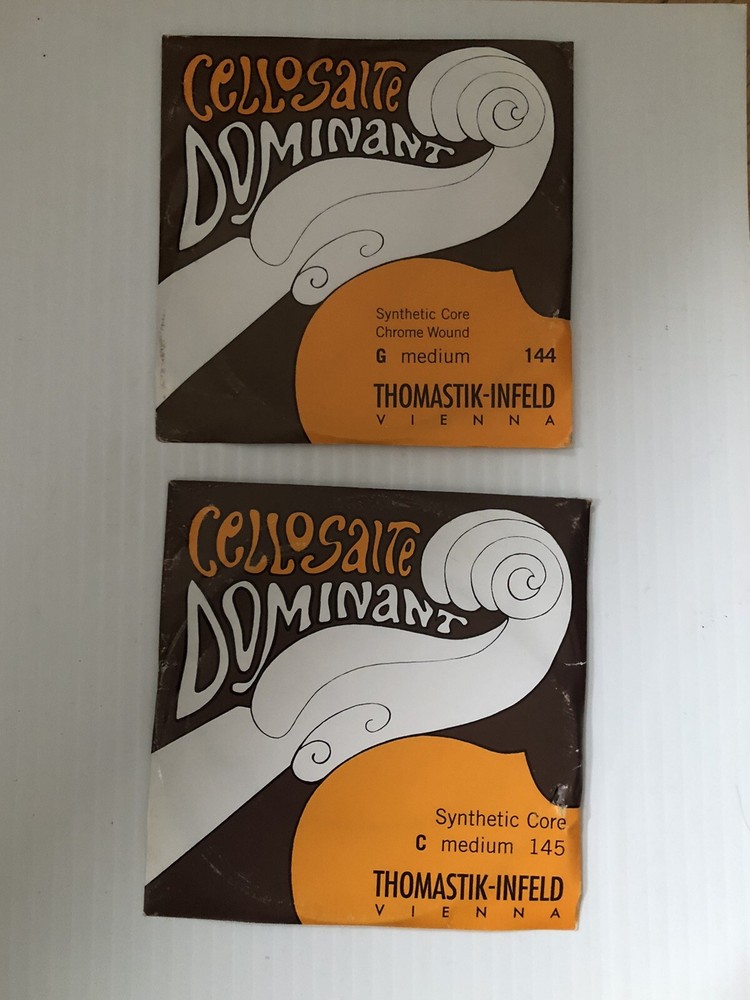 CELLOSAITE
DOMINANT
Synthetic Core
Chrome Wound
G medium 144
THOMASTIK-INFELD
VIENNA
CELLOSAITE
DOMINANT
Synthetic Core
C medium 145
THOMASTIK-INFELD
VIENNA